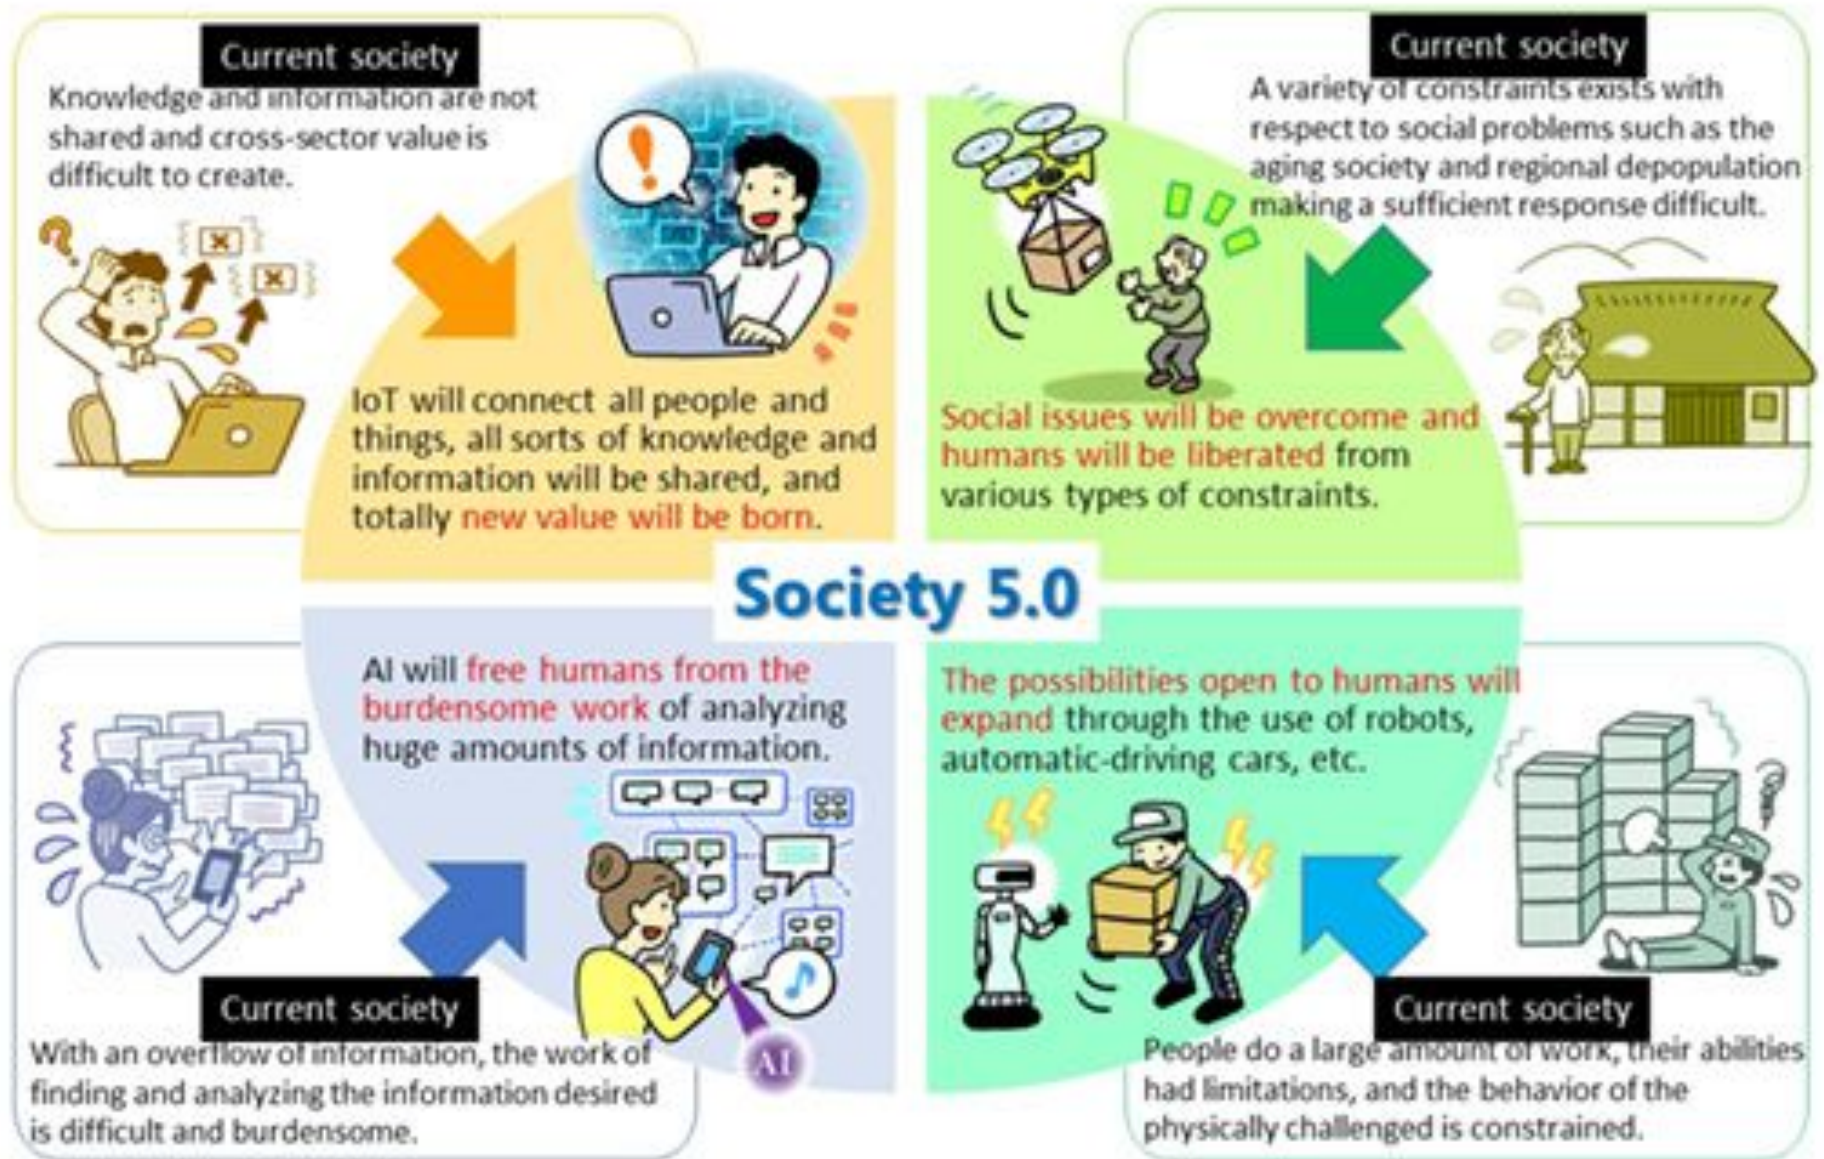 Current society
Knowledge and information are not
shared and cross-sector value is
difficult to create.
IoT will connect all people and
things, all sorts of knowledge and
information will be shared, and
totally new value will be born.
Current society
A variety of constraints exists with
respect to social problems such as the
aging society and regional depopulation
making a sufficient response difficult.
Social issues will be overcome and
humans will be liberated from
various types of constraints.
Society 5.0
AI will free humans from the
burdensome work of analyzing
huge amounts of information.
AI
Current society
With an overflow of information, the work of
finding and analyzing the information desired
is difficult and burdensome.
The possibilities open to humans will
expand through the use of robots,
automatic-driving cars, etc.
Current society
People do a large amount of work, their abilities
had limitations, and the behavior of the
physically challenged is constrained.